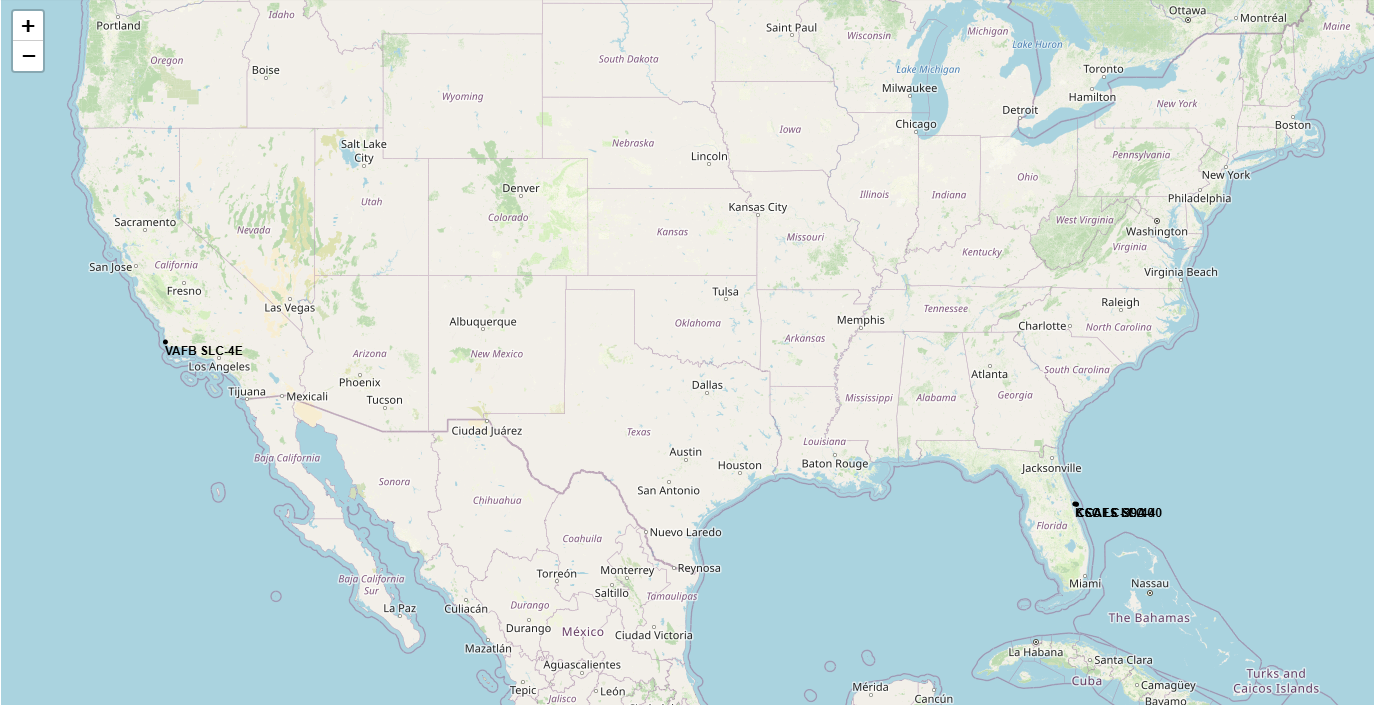 +
−
Portland
Idaho
Ottawa
Montréal
Maine
Saint Paul
Wisconsin
Michigan
Lake Huron
Oregon
Boise
South Dakota
Lake Michigan
Toronto
Milwaukee
Wyoming
Hamilton
New York
Detroit
Chicago
Iowa
Boston
Salt Lake
City
Nebraska
Lincoln
Pennsylvania
New York
Ohio
Denver
Utah
Colorado
Illinois
Indiana
Philadelphia
Kansas City
Sacramento
Nevada
Kansas
Missouri
West Virginia
Washington
Virginia
Kentucky
San Jose
California
Virginia Beach
Fresno
Las Vegas
Tulsa
Raleigh
Albuquerque
Oklahoma
Memphis
Tennessee
Charlotte
North Carolina
VAFB SLC-4E
Arizona
New Mexico
Arkansas
Los Angeles
South Carolina
Atlanta
Phoenix
Dallas
Tijuana
Mexicali
Tucson
Mississippi
Alabama
Georgia
Ciudad Juárez
Texas
Louisiana
Baja California
Austin
Houston
Baton Rouge
Jacksonville
Sonora
San Antonio
Chihuahua
Florida
Nuevo Laredo
Coahuila
Torreón
Monterrey
Reynosa
Baja California
Sur
Saltillo
Tamaulipas
Miami
Nassau
La Paz
Culiacán
Durango
The Bahamas
Durango
México
Ciudad Victoria
Mazatlán
La Habana
Santa Clara
Aguascalientes
Cuba
Turks and
Caicos Islands
Tepic
León
Jalisco
Mérida
Cancún
Camagüey
Bayamo